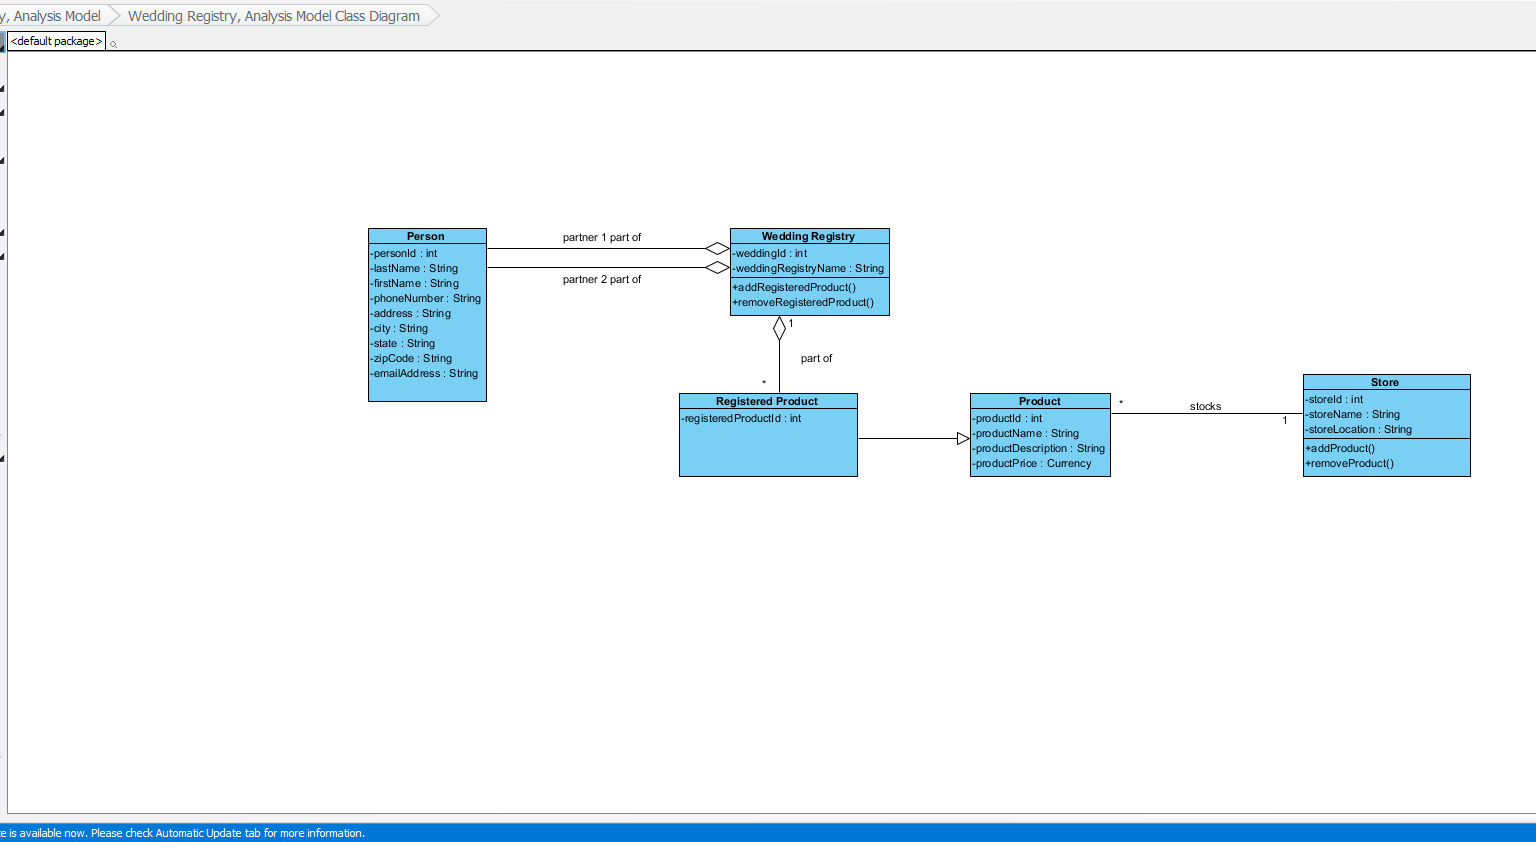 y, Analysis Model
Wedding Registry, Analysis Model Class Diagram
<default package>
Person
-personId : int
-lastName : String
-firstName : String
-phoneNumber : String
-address : String
-city : String
-state : String
-zipCode : String
-emailAddress : String
partner 1 part of
partner 2 part of
Wedding Registry
-weddingId : int
-weddingRegistryName : String
+addRegisteredProduct()
+removeRegisteredProduct()
1
part of
*
Registered Product
-registeredProductId : int
Product
-productId : int
-productName : String
-productDescription : String
-productPrice : Currency
*
stocks
1
Store
-storeId : int
-storeName : String
-storeLocation : String
+addProduct()
+removeProduct()
te is available now. Please check Automatic Update tab for more information.